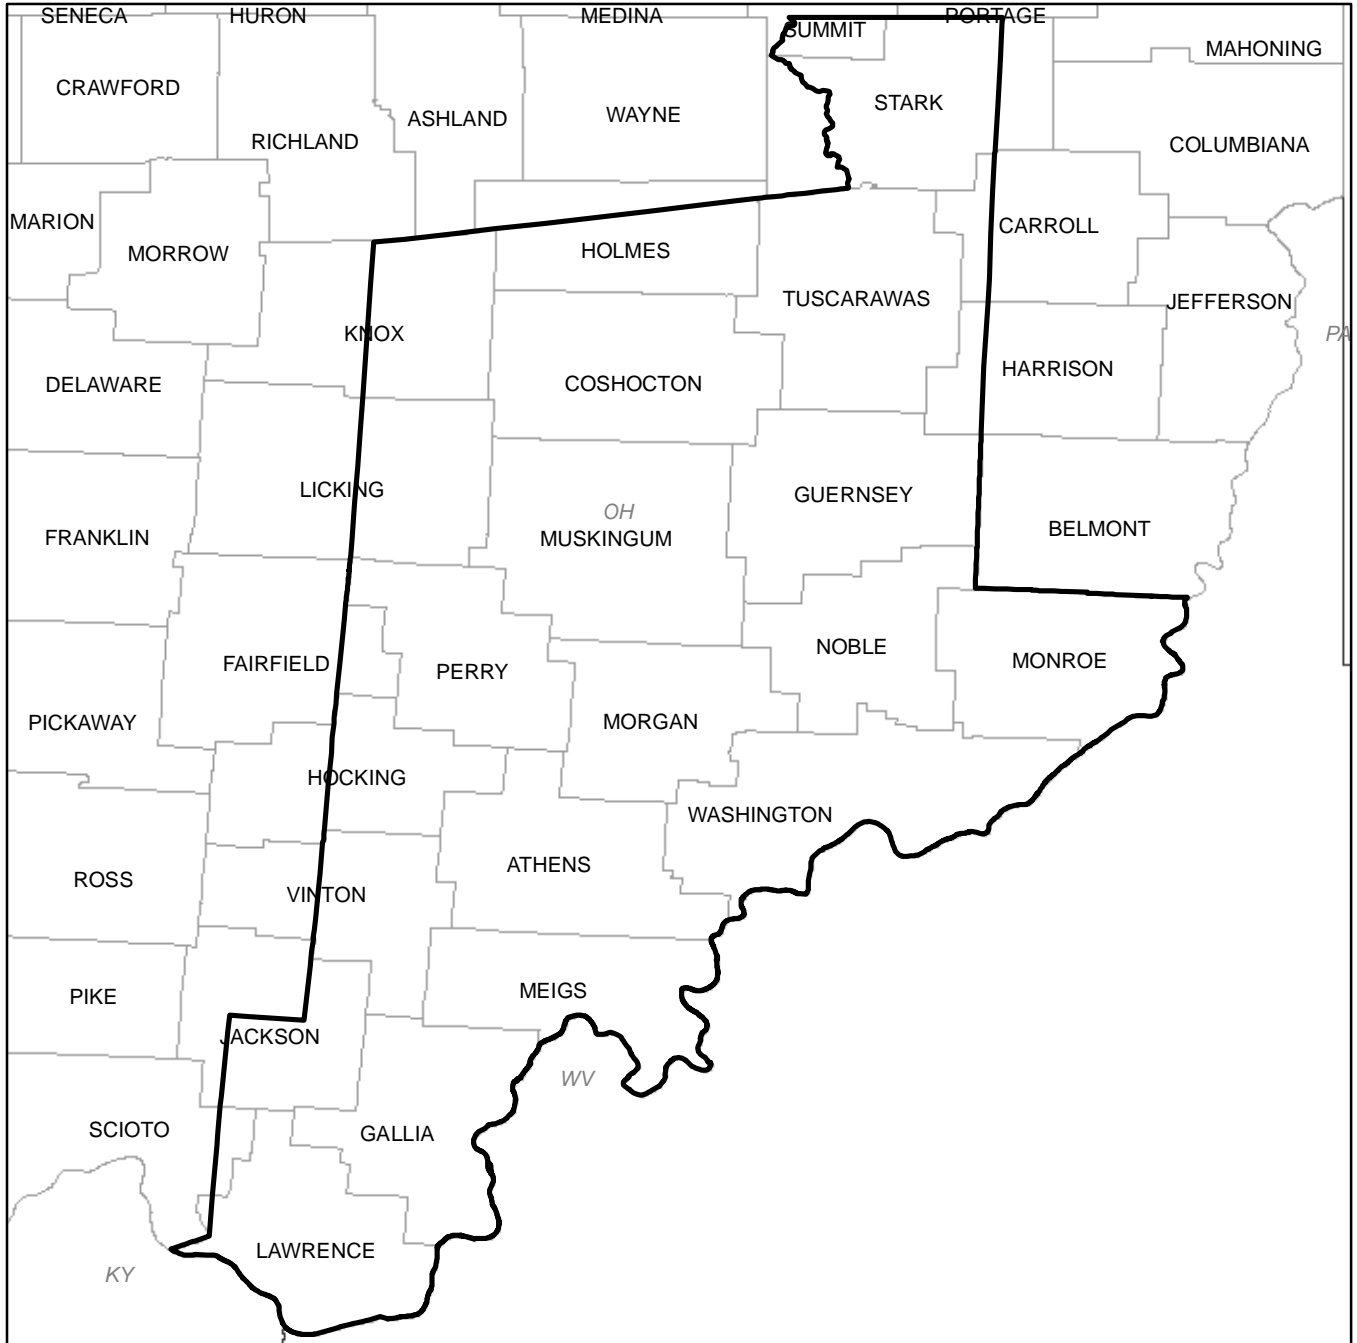 SENECA
HURON
MEDINA
PORTAGE
SUMMIT
MAHONING
CRAWFORD
STARK
WAYNE
ASHLAND
RICHLAND
COLUMBIANA
MARION
CARROLL
MORROW
HOLMES
TUSCARAWAS
JEFFERSON
KNOX
PA
HARRISON
DELAWARE
COSHOCTON
LICKING
GUERNSEY
OH
BELMONT
FRANKLIN
MUSKINGUM
NOBLE
MONROE
FAIRFIELD
PERRY
PICKAWAY
MORGAN
HOCKING
WASHINGTON
ATHENS
ROSS
VINTON
MEIGS
PIKE
JACKSON
WV
SCIOTO
GALLIA
LAWRENCE
KY